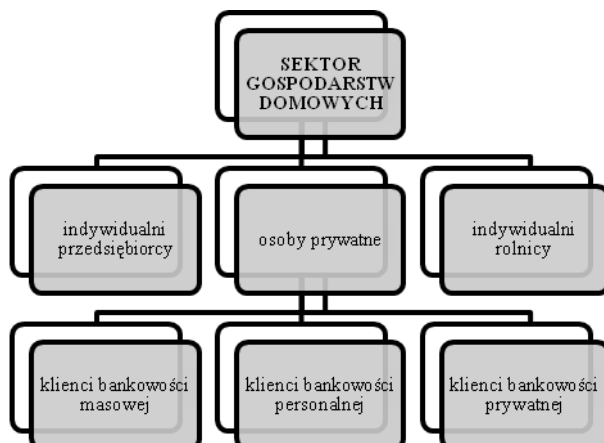 SEKTOR
GOSPODARSTW
DOMOWYCH
indywidualni
przedsiębiorcy
osoby prywatne
indywidualni
rolnicy
klienci bankowości
masowej
klienci bankowości
personalnej
klienci bankowości
prywatnej